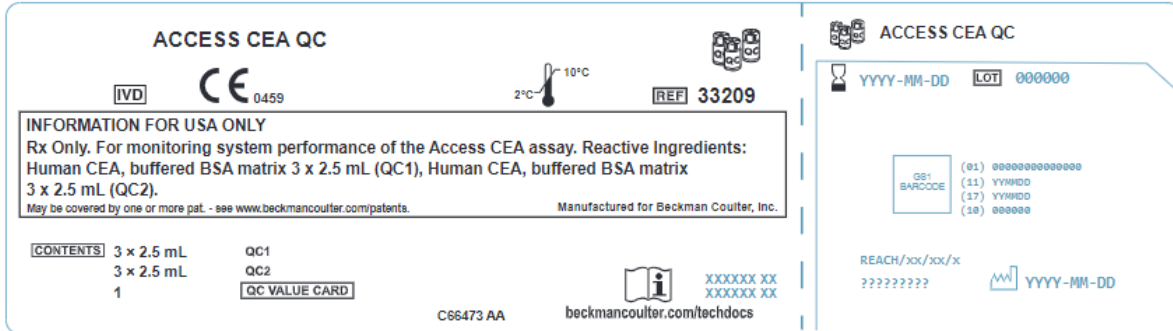 ACCESS CEA QC
IVD
CE 0459
2°C
10°C
REF 33209
INFORMATION FOR USA ONLY
Rx Only. For monitoring system performance of the Access CEA assay. Reactive Ingredients:
Human CEA, buffered BSA matrix 3 x 2.5 mL (QC1), Human CEA, buffered BSA matrix
3 x 2.5 mL (QC2).
May be covered by one or more pat. - see www.beckmancoulter.com/patents.
Manufactured for Beckman Coulter, Inc.
CONTENTS 3 × 2.5 mL QC1
3 × 2.5 mL QC2
1 QC VALUE CARD
C66473 AA
i
beckmancoulter.com/techdocs
XXXXXX XX
XXXXXX XX
QC QC QC
ACCESS CEA QC
YYYY-MM-DD LOT 000000
GS1
BARCODE
(01) 00000000000000
(11) YYMMDD
(17) YYMMDD
(10) 000000
REACH/xx/xx/x
?????????
YYYY-MM-DD